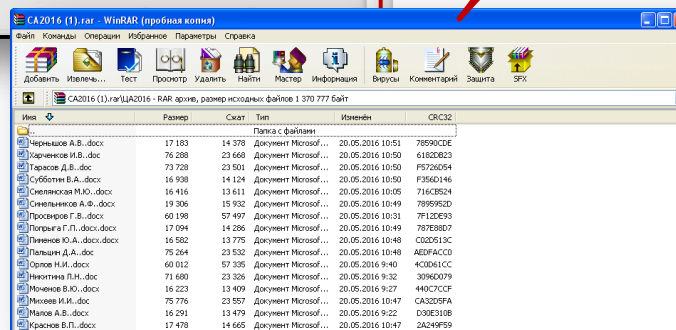 CA2016 (1).rar - WinRAR (пробная копия)
Файл Команды Операции Избранное Параметры Справка
Добавить Извлечь... Тест Просмотр Удалить Найти Мастер Информация Вирусы Комментарий Защита SFX
CA2016 (1).rar\ЦА2016 - RAR архив, размер исходных файлов 1 370 777 байт
Имя Размер Сжат Тип Изменён CRC32
.. Папка с файлами
Чернышов А.В..docx 17 183 14 378 Документ Microsof... 20.05.2016 10:51 78590CDE
Харченков И.В..doc 76 288 23 668 Документ Microsof... 20.05.2016 10:50 6182DB23
Тарасов Д.В..doc 73 728 23 501 Документ Microsof... 20.05.2016 10:50 F5726D54
Субботин В.А..docx 16 938 14 124 Документ Microsof... 20.05.2016 10:50 F356D146
Скелянская М.Ю..docx 16 416 13 611 Документ Microsof... 20.05.2016 10:05 716CB524
Синельников А.Ф..docx 19 306 15 932 Документ Microsof... 20.05.2016 10:49 7895952D
Просвиров Г.В..docx 60 198 57 497 Документ Microsof... 20.05.2016 10:31 7F12DE93
Попрыга Г.П..docx 17 094 14 286 Документ Microsof... 20.05.2016 10:49 787E88D7
Пименов Ю.А..docx.docx 16 582 13 775 Документ Microsof... 20.05.2016 10:48 C02D513C
Пальцин Д.А..doc 75 264 23 532 Документ Microsof... 20.05.2016 10:48 AEDFACC0
Орлов Н.И..docx 60 012 57 335 Документ Microsof... 20.05.2016 9:40 4C0D61CC
Никитина Л.Н..doc 71 680 23 326 Документ Microsof... 20.05.2016 9:32 3096D079
Моченов В.Ю..docx 16 223 13 409 Документ Microsof... 20.05.2016 9:27 440C7CCF
Михеев И.И..doc 75 776 23 557 Документ Microsof... 20.05.2016 10:47 CA32D5FA
Малов А.В..docx 16 291 13 479 Документ Microsof... 20.05.2016 9:22 D30E310B
Краснов В.П..docx 17 478 14 665 Документ Microsof... 20.05.2016 10:47 2A249F59